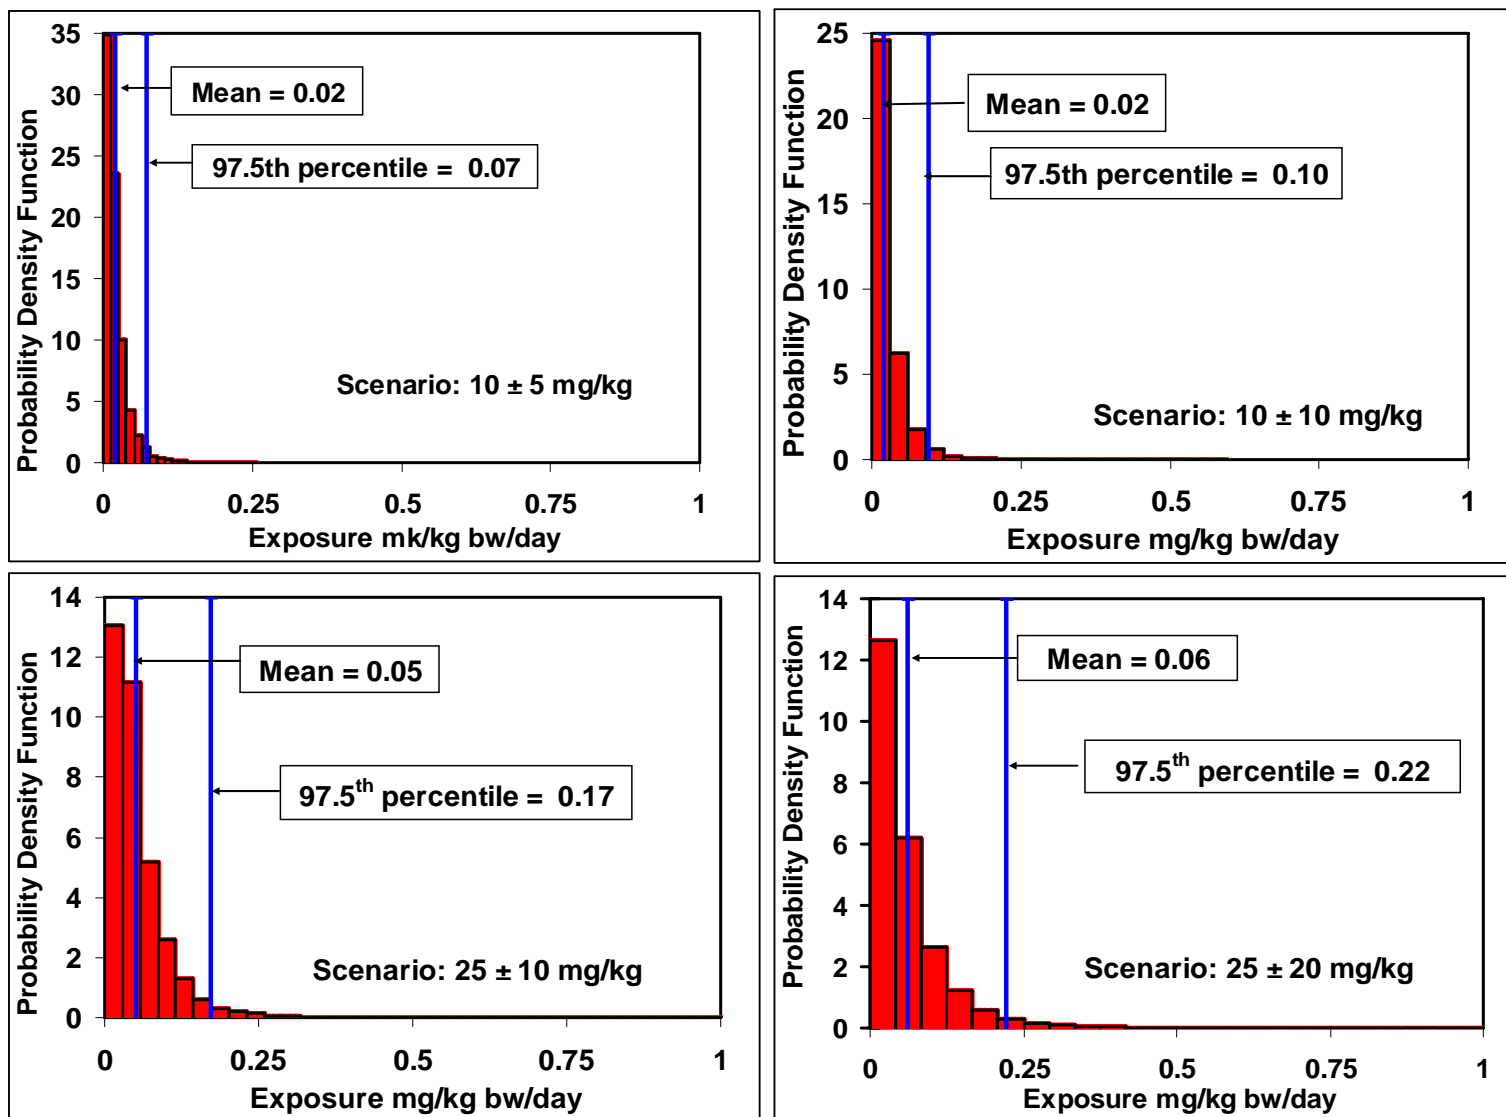 35
30
25
20
15
10
5
0
Probability Density Function
Mean = 0.02
97.5th percentile = 0.07
Scenario: 10 ± 5 mg/kg
0 0.25 0.5 0.75 1
Exposure mk/kg bw/day
25
20
15
10
5
0
Probability Density Function
Mean = 0.02
97.5th percentile = 0.10
Scenario: 10 ± 10 mg/kg
0 0.25 0.5 0.75 1
Exposure mg/kg bw/day
14
12
10
8
6
4
2
0
Probability Density Function
Mean = 0.05
97.5th percentile = 0.17
Scenario: 25 ± 10 mg/kg
0 0.25 0.5 0.75 1
Exposure mg/kg bw/day
14
12
10
8
6
4
2
0
Probability Density Function
Mean = 0.06
97.5th percentile = 0.22
Scenario: 25 ± 20 mg/kg
0 0.25 0.5 0.75 1
Exposure mg/kg bw/day